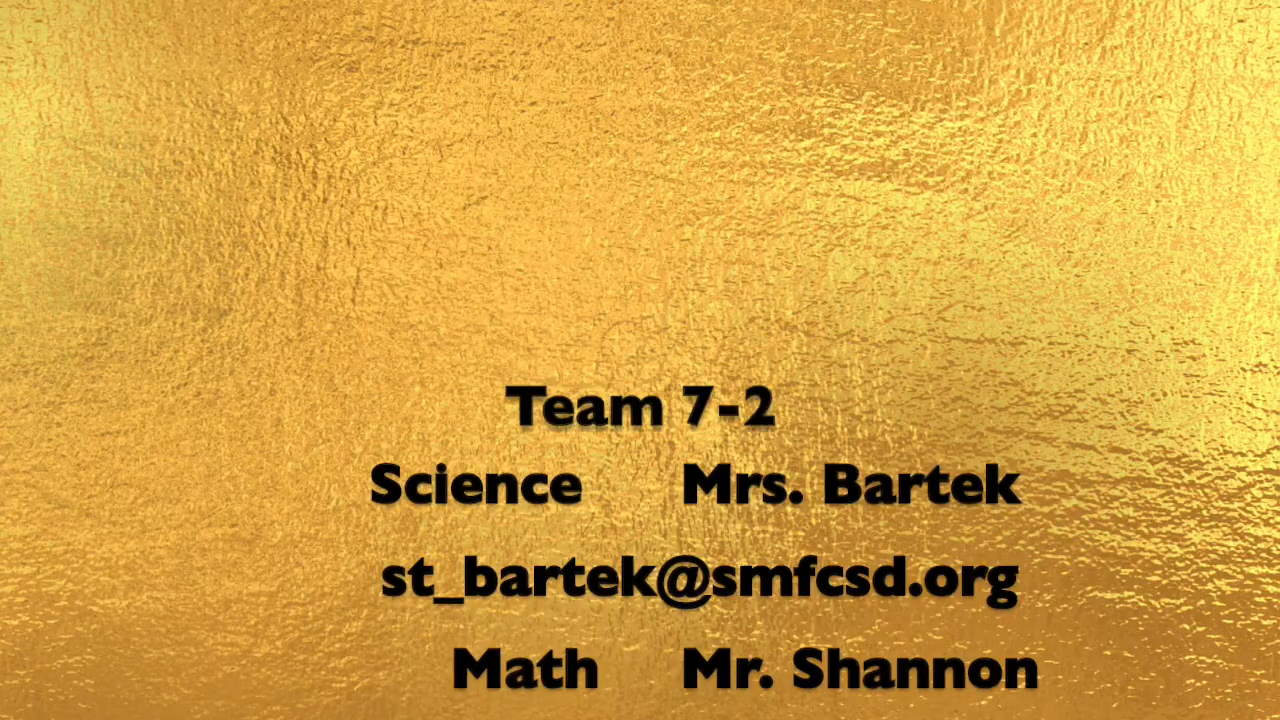 Team 7-2
Science Mrs. Bartek
st_bartek@smfcsd.org
Math Mr. Shannon